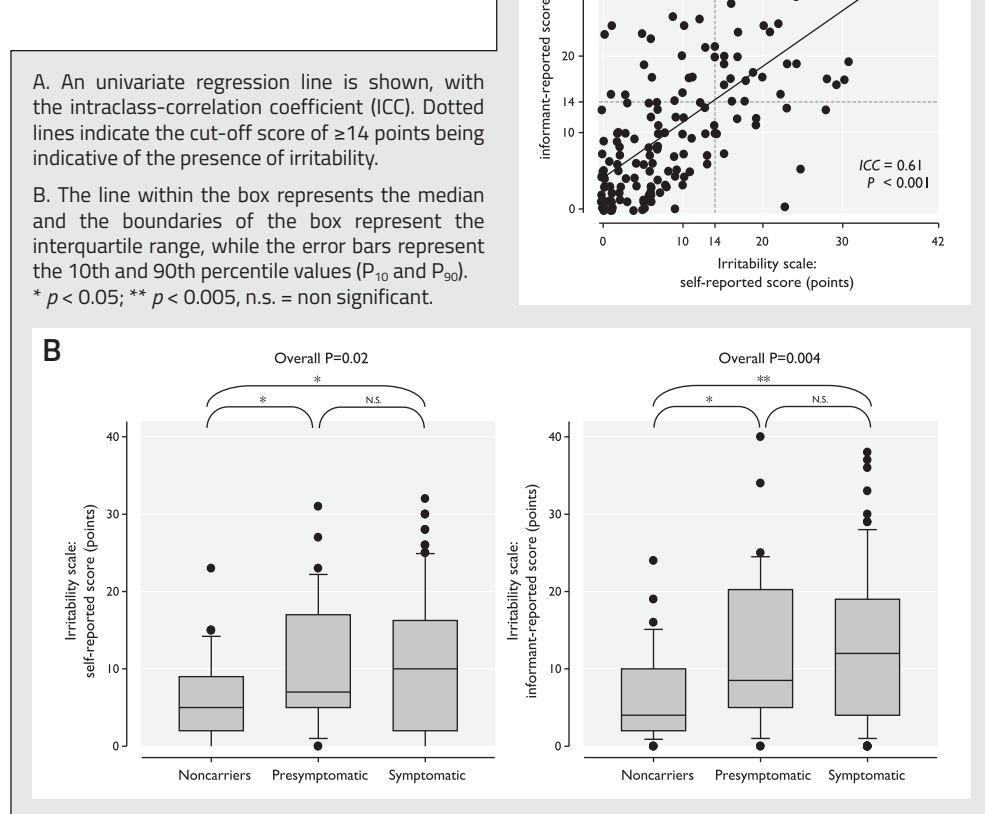 A. An univariate regression line is shown, with
the intraclass-correlation coefficient (ICC). Dotted
lines indicate the cut-off score of ≥14 points being
indicative of the presence of irritability.
B. The line within the box represents the median
and the boundaries of the box represent the
interquartile range, while the error bars represent
the 10th and 90th percentile values (P₁₀ and P₉₀).
* p < 0.05; ** p < 0.005, n.s. = non significant.
informant-reported score
20
14
10
0
ICC = 0.61
P < 0.001
0 10 14 20 30 42
Irritability scale:
self-reported score (points)
B
Overall P=0.02
*
* N.S.
Irritability scale:
self-reported score (points)
40
30
20
10
0
Noncarriers Presymptomatic Symptomatic
Overall P=0.004
**
* N.S.
Irritability scale:
informant-reported score (points)
40
30
20
10
0
Noncarriers Presymptomatic Symptomatic